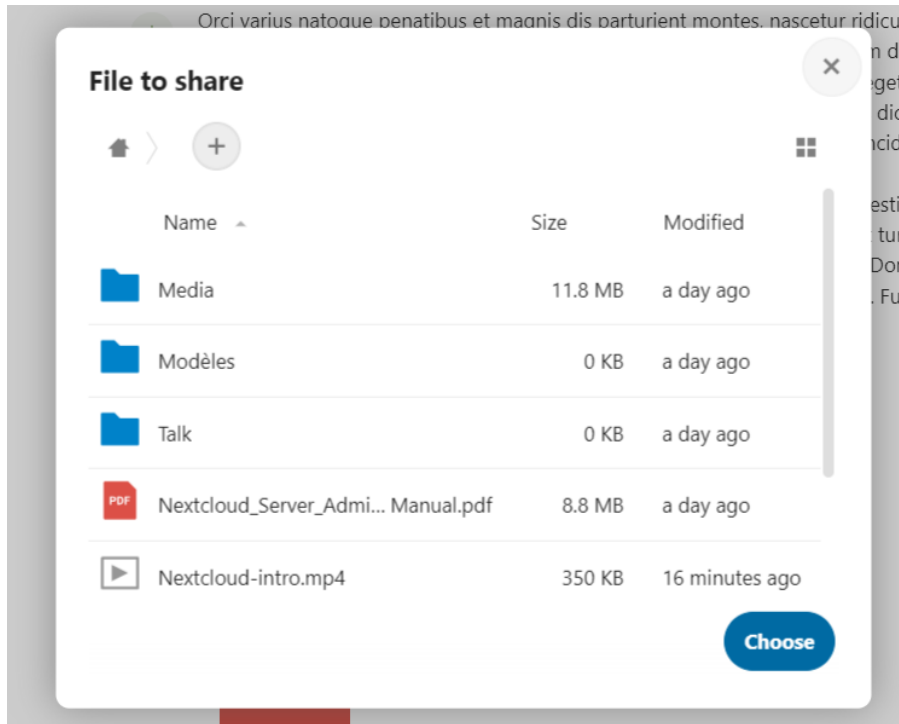 Orci varius natoque penatibus et magnis dis parturient montes, nascetur ridicu
File to share
Name Size Modified
Media 11.8 MB a day ago
Modèles 0 KB a day ago
Talk 0 KB a day ago
PDF Nextcloud_Server_Admi... Manual.pdf 8.8 MB a day ago
Nextcloud-intro.mp4 350 KB 16 minutes ago
Choose